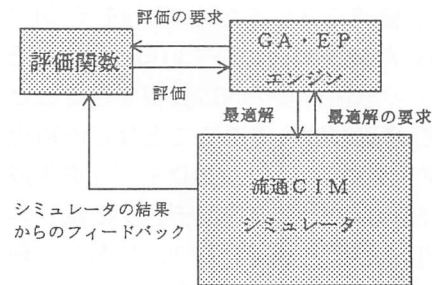 評価の要求
GA・EP
エンジン
評価関数
評価
最適解
最適解の要求
流通CIM
シミュレータ
シミュレータの結果
からのフィードバック